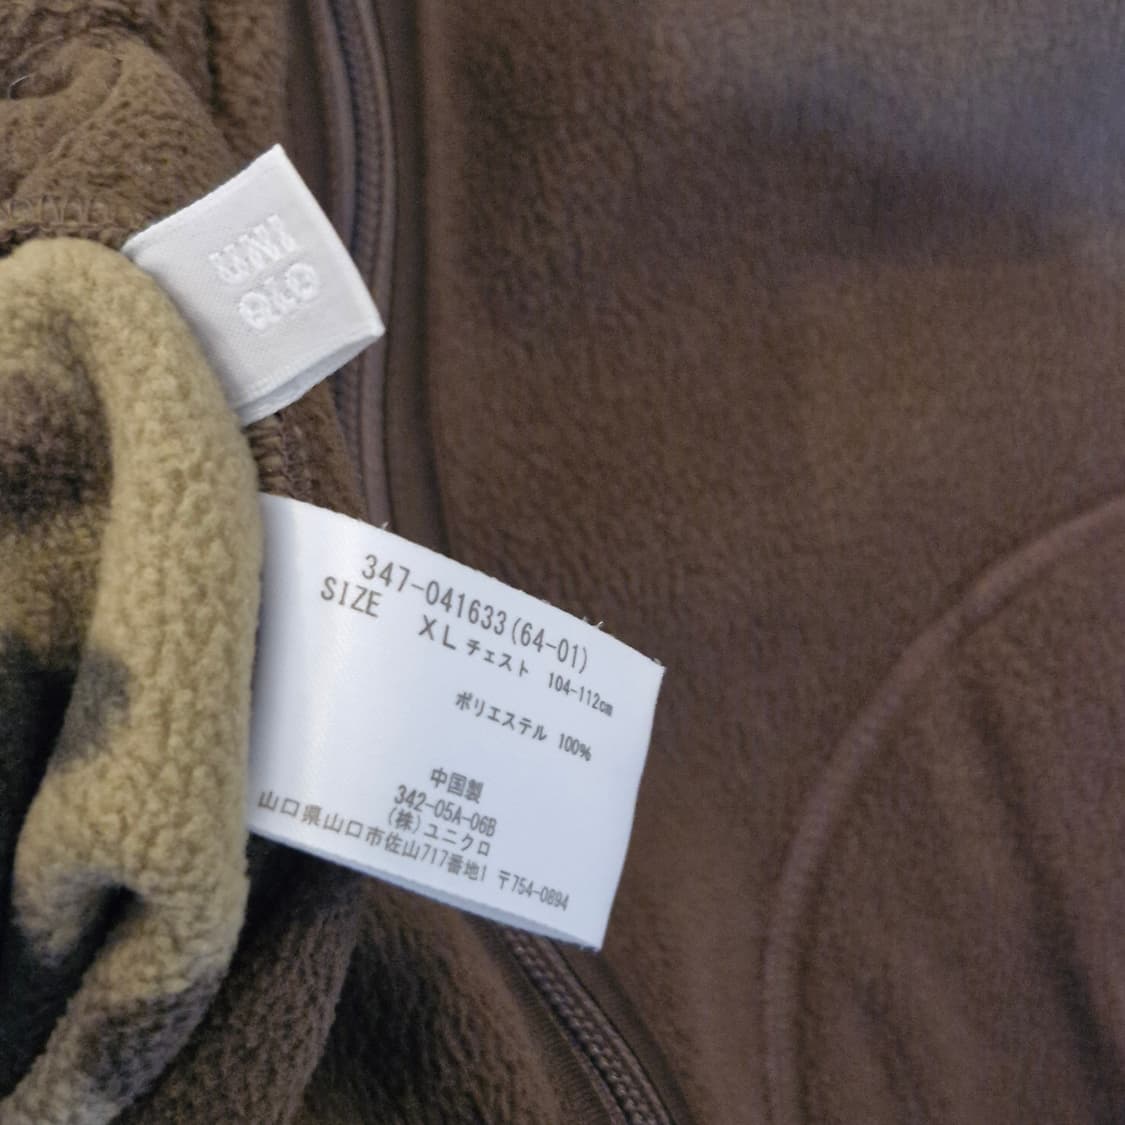 UNI
QLO
347-041633(64-01)
SIZE XL チェスト 104-112cm
ポリエステル 100%
中国製
342-05A-06B
(株)ユニクロ
山口県山口市佐山717番地1 〒754-0894